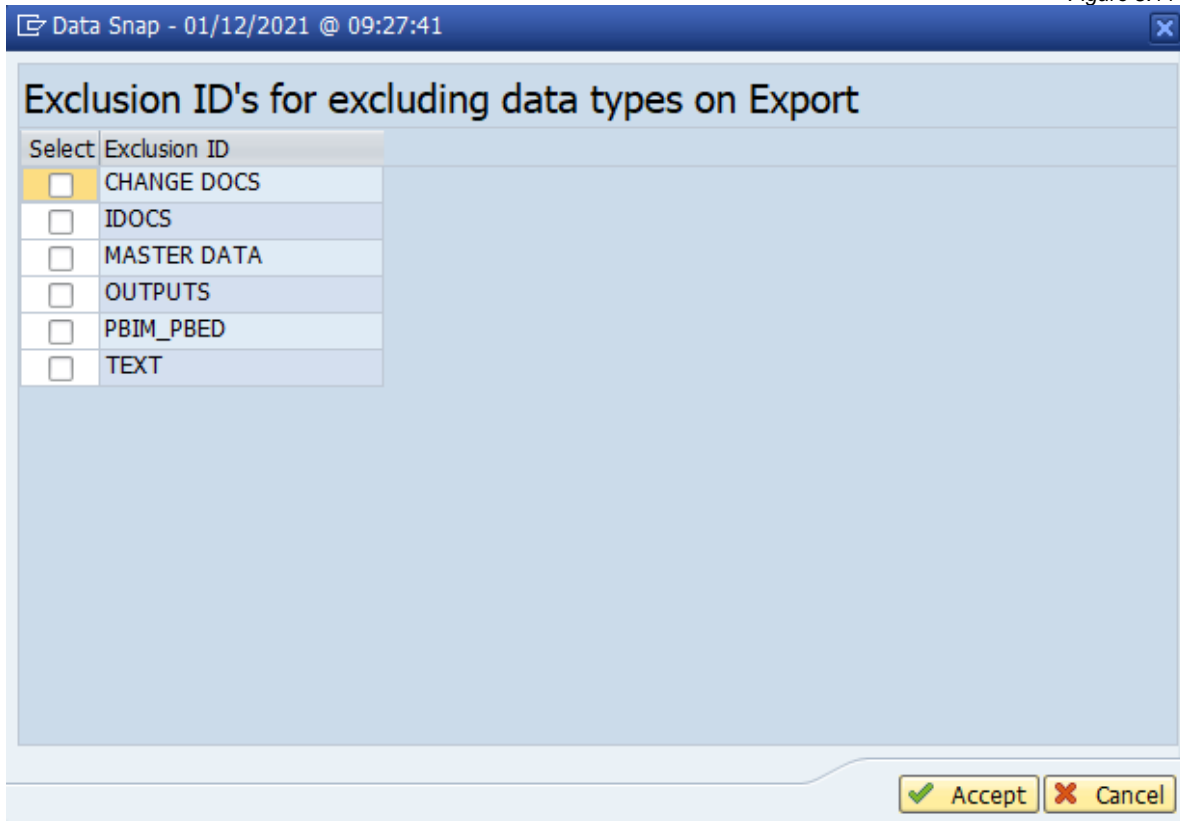 Data Snap - 01/12/2021 @ 09:27:41
Exclusion ID's for excluding data types on Export
Select Exclusion ID
CHANGE DOCS
IDOCS
MASTER DATA
OUTPUTS
PBIM_PBED
TEXT
Accept Cancel